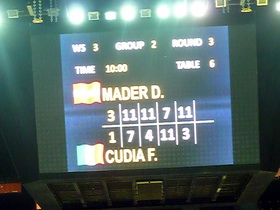 WS 3 GROUP 2 ROUND 3
TIME 10:00 TABLE 6
MADER D.
3 11 11 7 11
1 7 4 11 3
CUDIA F.